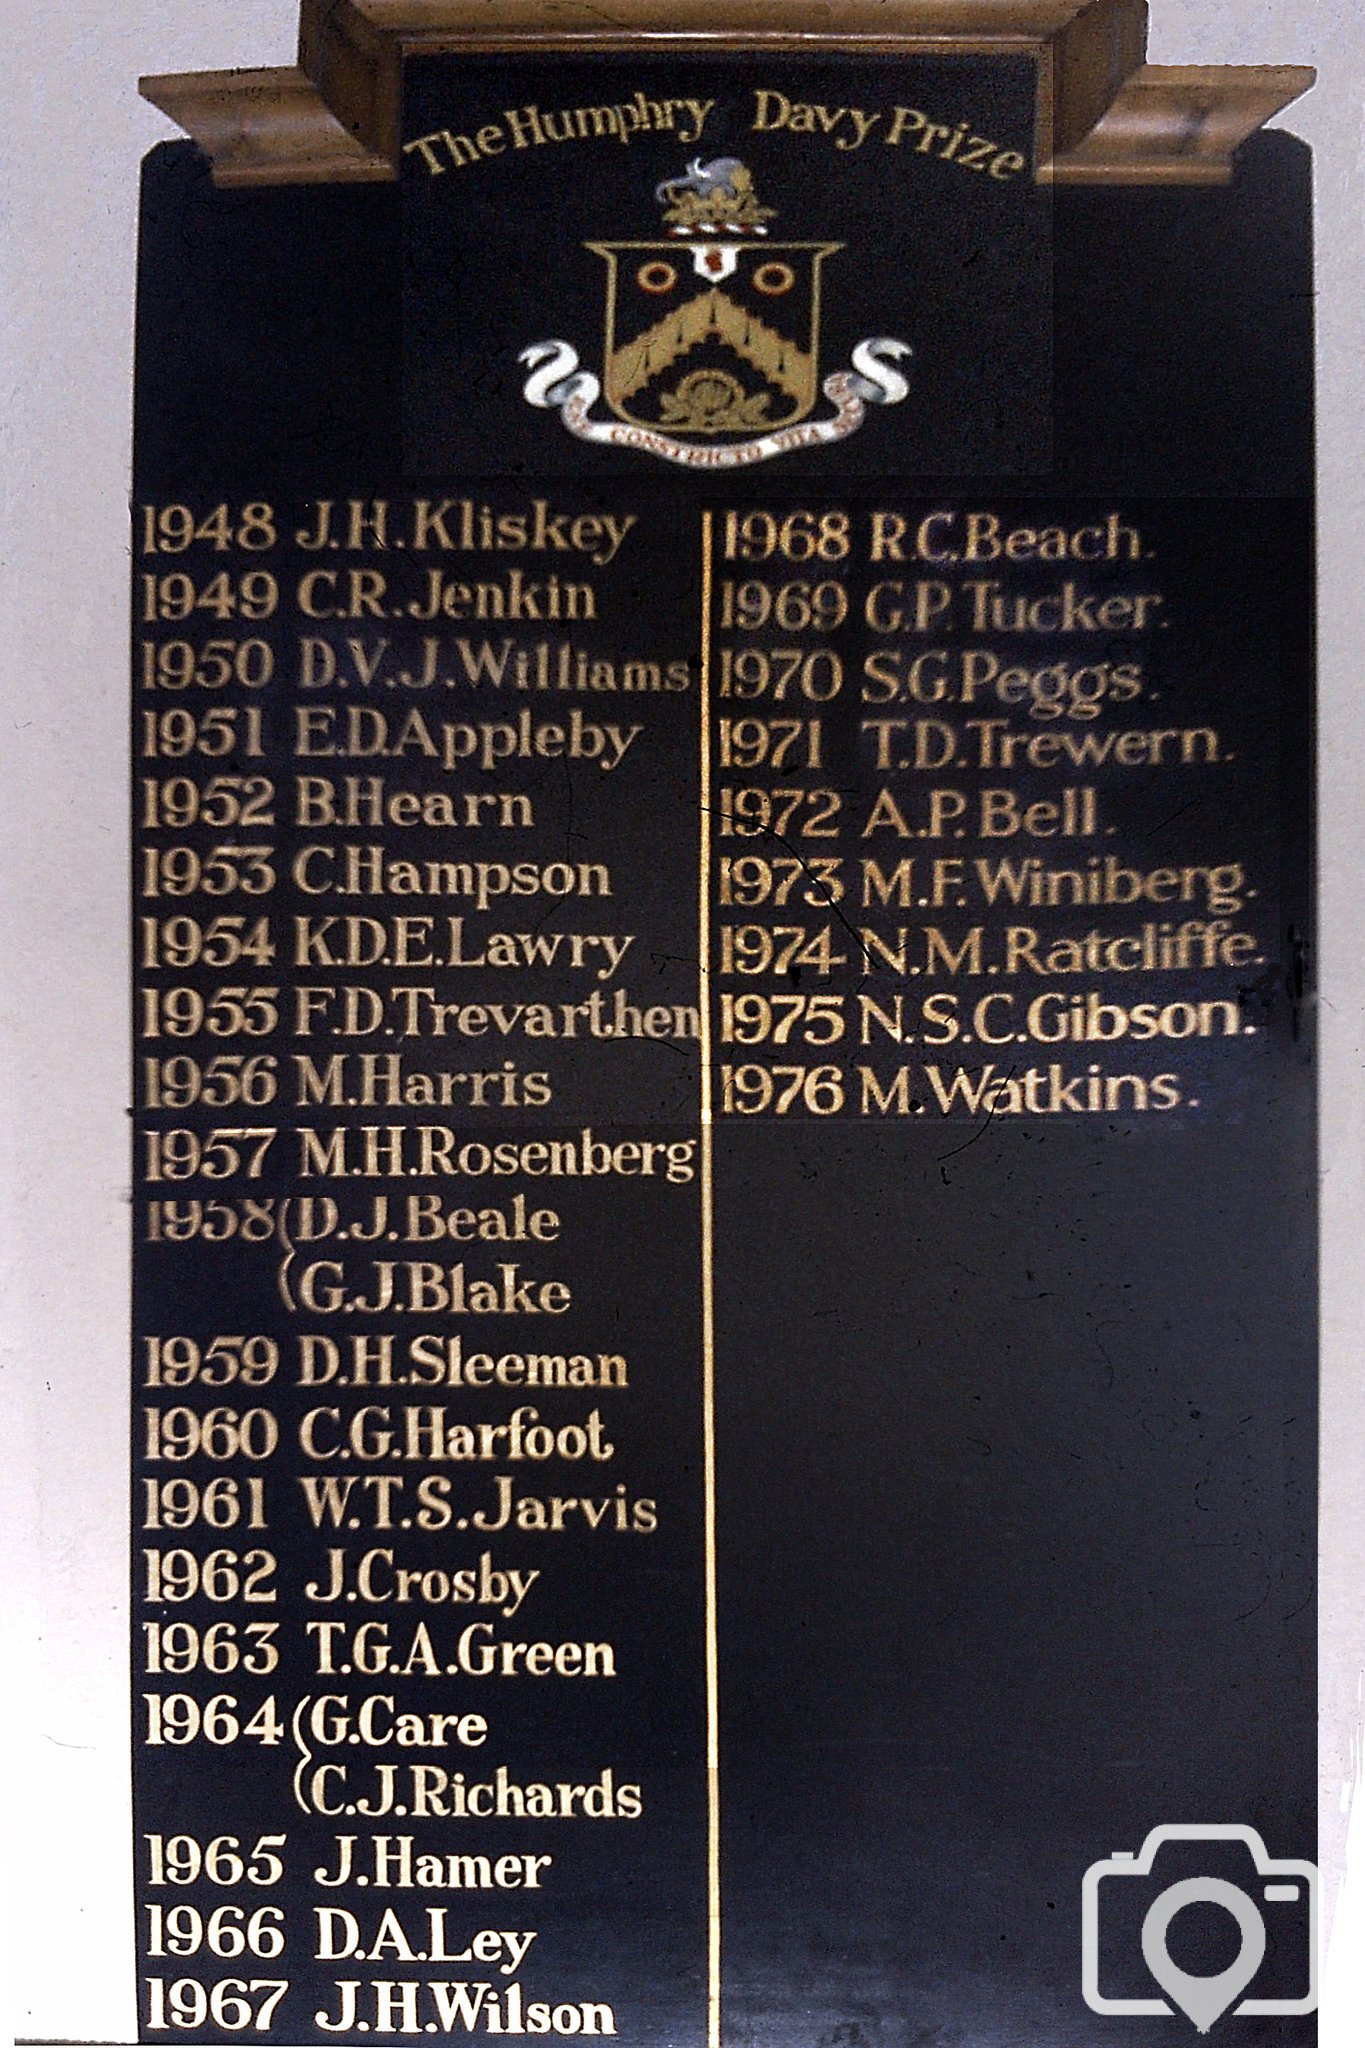 The Humphry Davy Prize
CONSTRICTO VITA
1948 J.H.Kliskey
1949 C.R.Jenkin
1950 D.V.J.Williams
1951 E.D.Appleby
1952 B.Hearn
1953 C.Hampson
1954 K.D.E.Lawry
1955 F.D.Trevarthen
1956 M.Harris
1957 M.H.Rosenberg
1958 (D.J.Beale
(G.J.Blake
1959 D.H.Sleeman
1960 C.G.Harfoot
1961 W.T.S.Jarvis
1962 J.Crosby
1963 T.G.A.Green
1964 (G.Care
(C.J.Richards
1965 J.Hamer
1966 D.A.Ley
1967 J.H.Wilson
1968 R.C.Beach.
1969 G.P.Tucker.
1970 S.G.Peggs.
1971 T.D.Trewern.
1972 A.P.Bell.
1973 M.F.Winiberg.
1974 N.M.Ratcliffe.
1975 N.S.C.Gibson.
1976 M.Watkins.